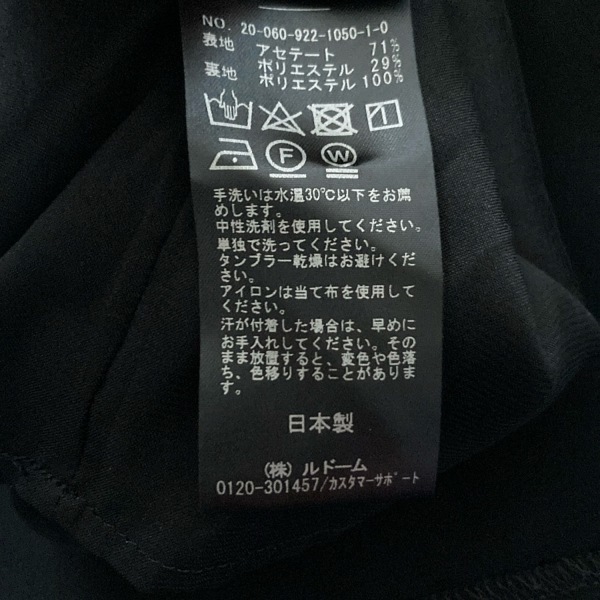 NO. 20-060-922-1050-1-0
表地 アセテート 71%
ポリエステル 29%
裏地 ポリエステル 100%
F W
手洗いは水温30℃以下をお薦
めします。
中性洗剤を使用してください。
単独で洗ってください。
タンブラー乾燥はお避けくだ
さい。
アイロンは当て布を使用して
ください。
汗が付着した場合は、早めに
お手入れしてください。その
まま放置すると、変色や色落
ち、色移りすることがありま
す。
日本製
(株) ルドーム
0120-301457/カスタマーサポート